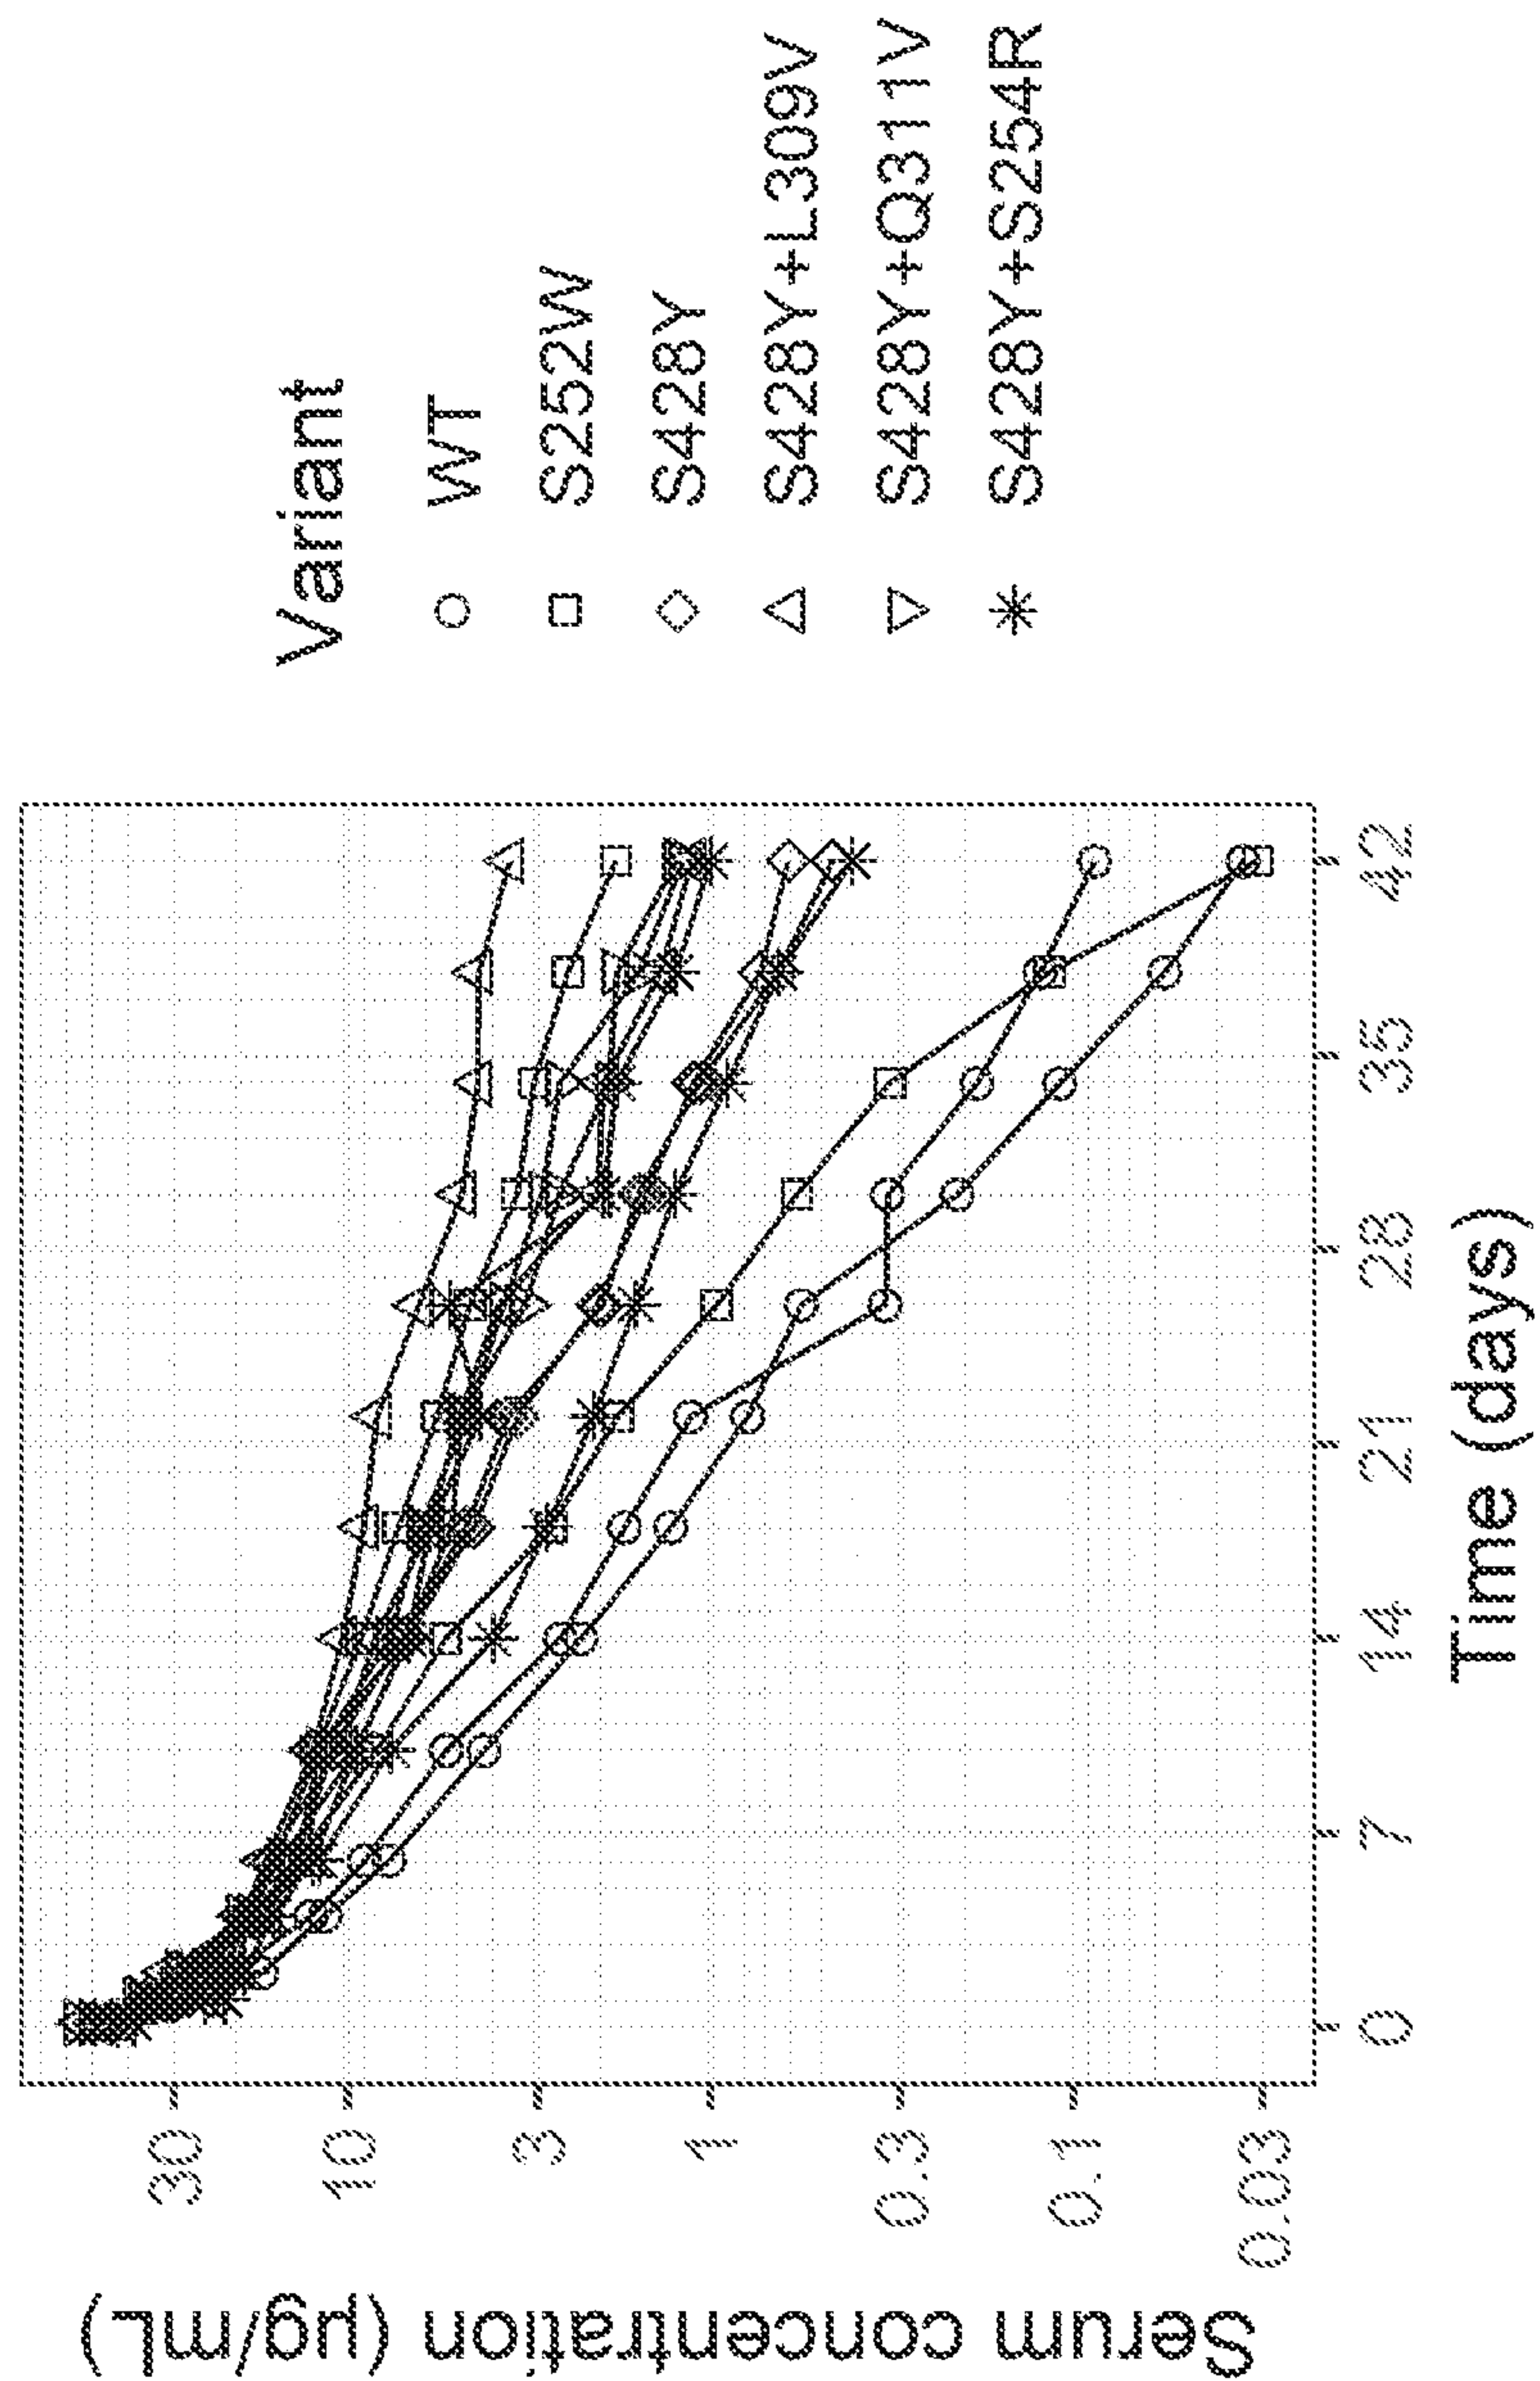 Serum concentration (µg/mL)
30
10
3
1
0.3
0.1
0.03
0
7
14
21
28
35
42
Time (days)
Variant
WT
S252W
S428Y
S428Y+L309V
S428Y+Q311V
S428Y+S254R